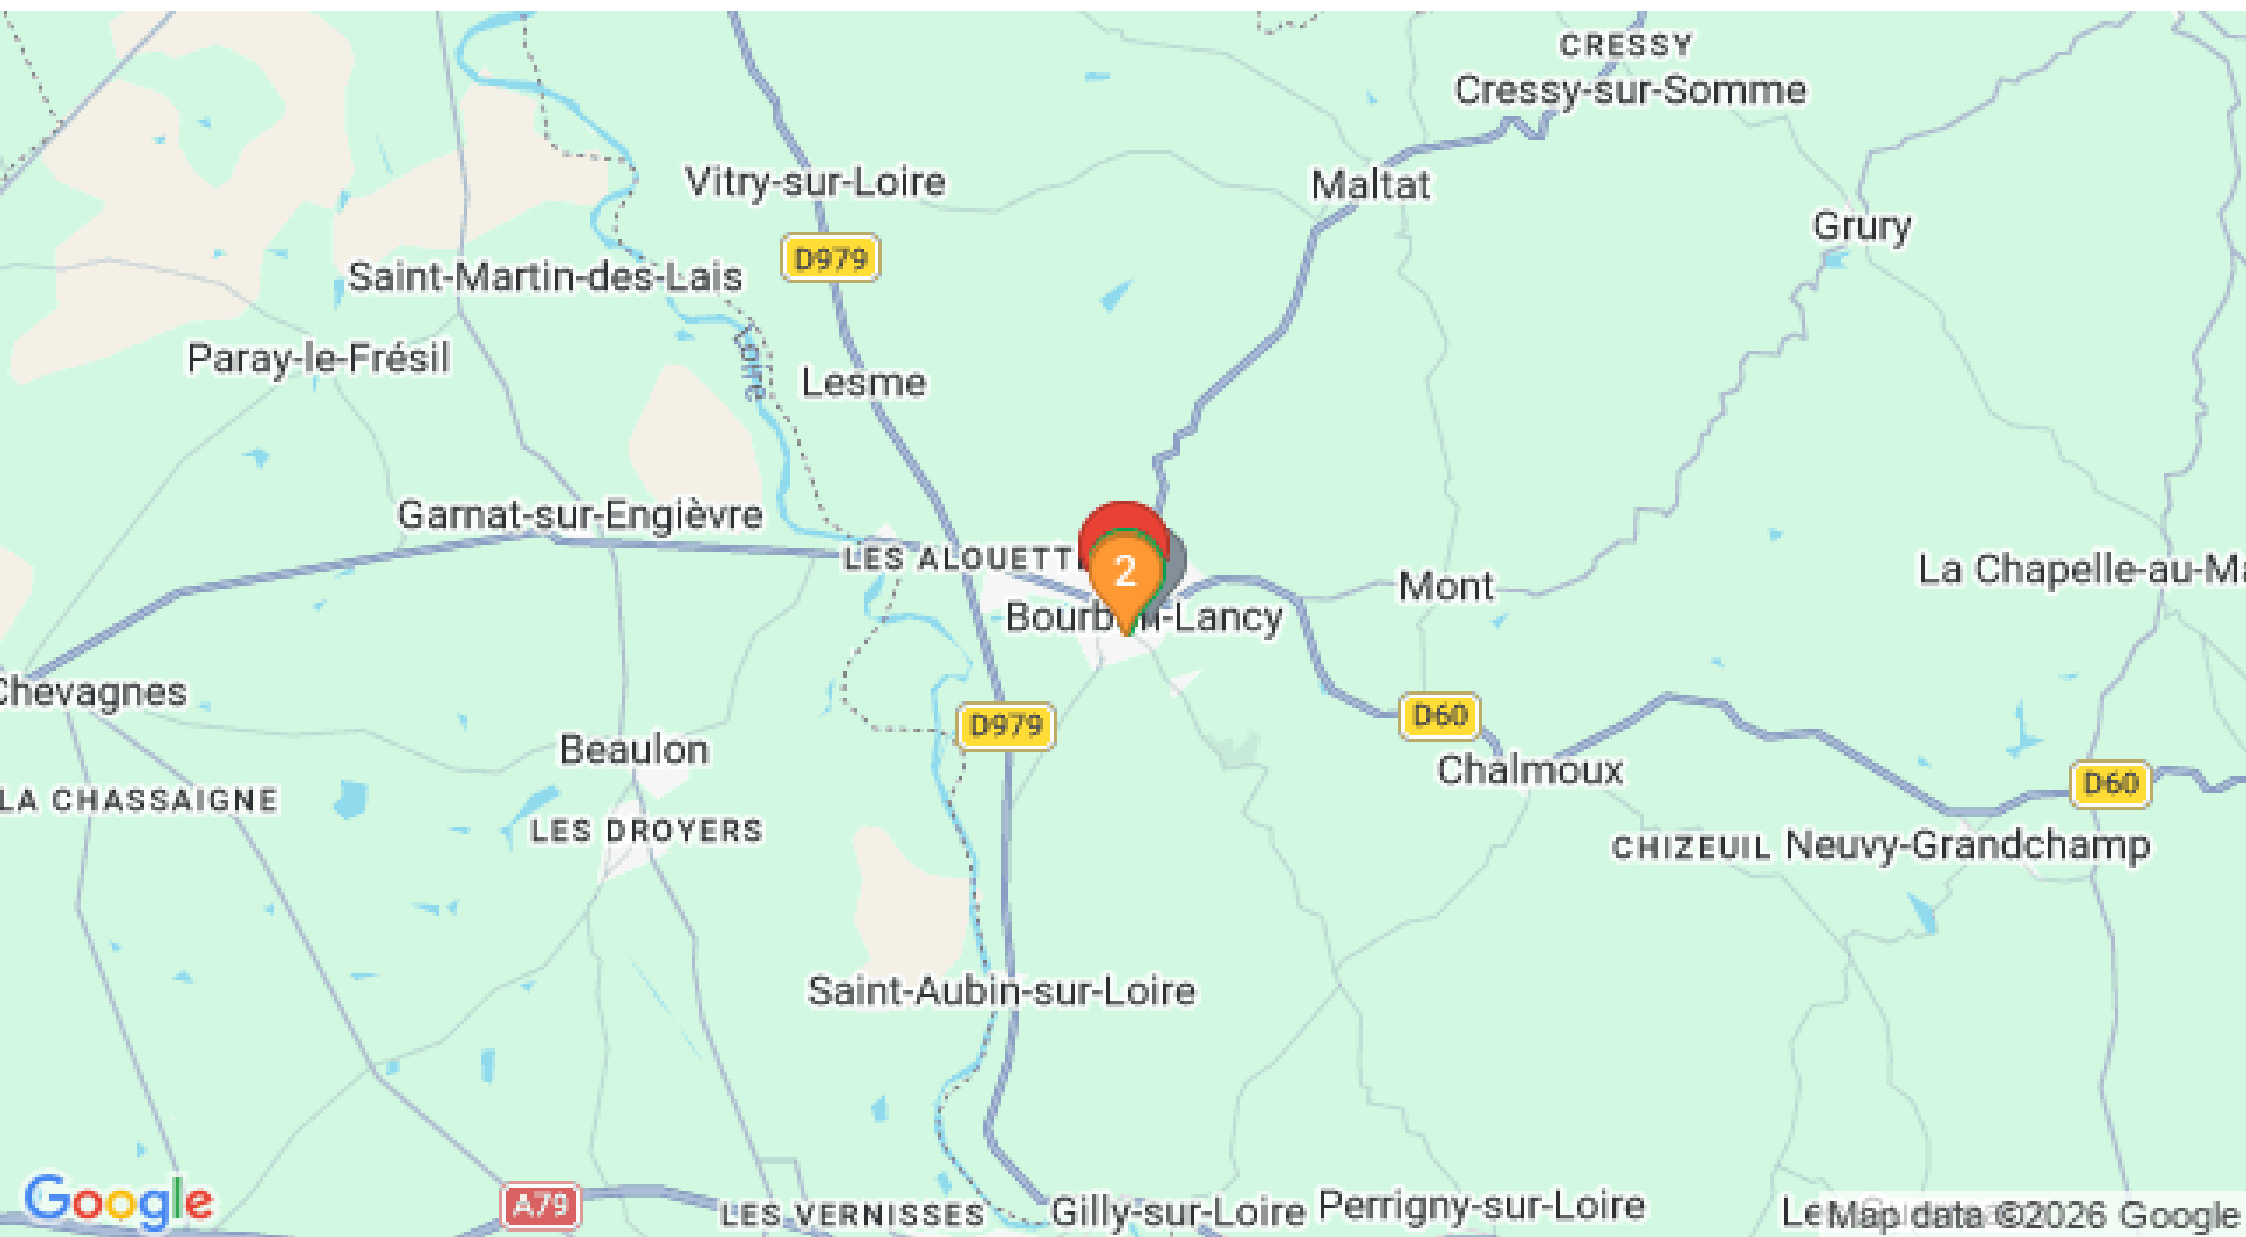 CRESSY
Cressy-sur-Somme
Vitry-sur-Loire
Maltat
Grury
D979
Saint-Martin-des-Lais
Loire
Paray-le-Frésil
Lesme
Garnat-sur-Engièvre
LES ALOUETT
2
La Chapelle-au-Ma
Mont
Bourb n-Lancy
Chevagnes
D979
D60
Beaulon
Chalmoux
D60
LA CHASSAIGNE
LES DROYERS
CHIZEUIL
Neuvy-Grandchamp
Saint-Aubin-sur-Loire
Google
A79
LES VERNISSES
Gilly-sur-Loire
Perrigny-sur-Loire
Map data ©2026 Google